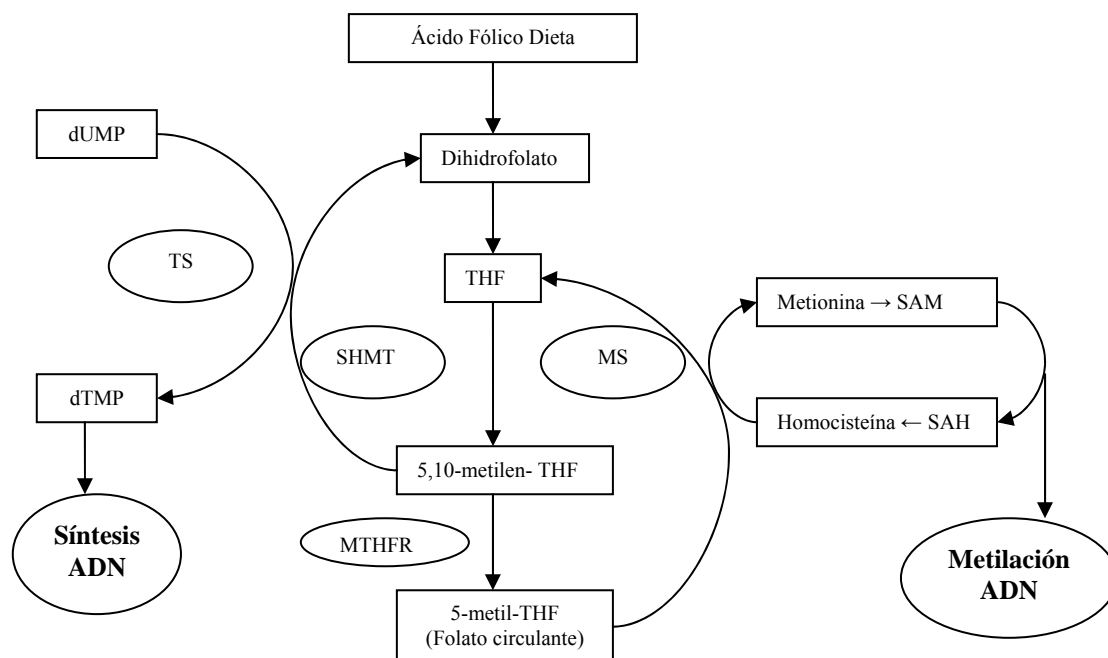 Ácido Fólico Dieta
dUMP
Dihidrofolato
TS
THF
Metionina → SAM
SHMT
MS
dTMP
Homocisteína ← SAH
5,10-metilen- THF
Síntesis
ADN
MTHFR
Metilación
ADN
5-metil-THF
(Folato circulante)